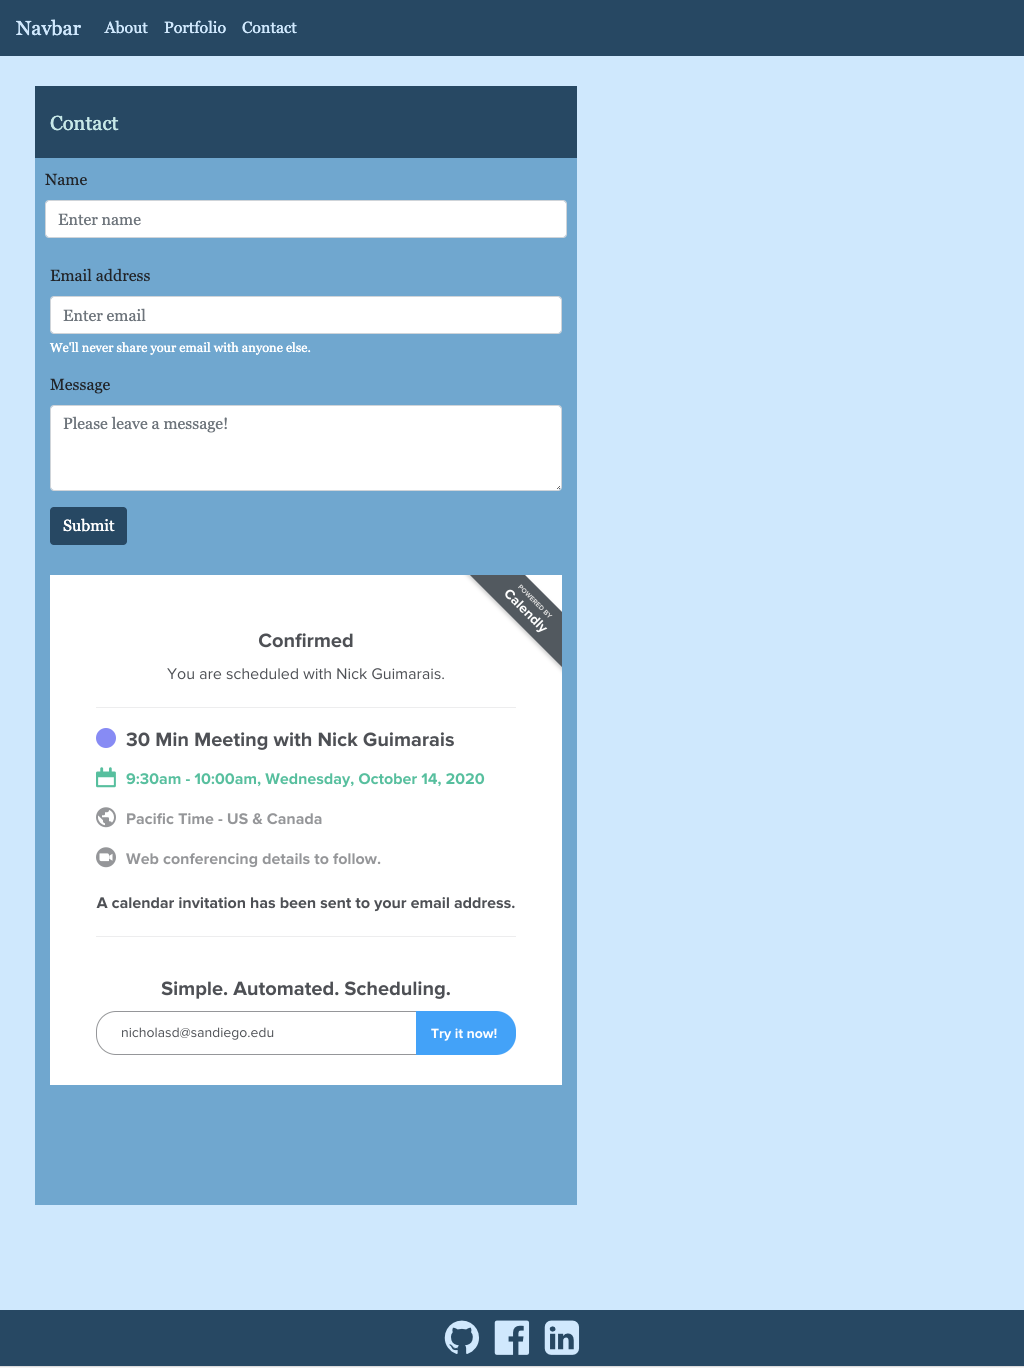 Navbar About Portfolio Contact
Contact
Name
Enter name
Email address
Enter email
We'll never share your email with anyone else.
Message
Please leave a message!
Submit
POWERED BY
Calendly
Confirmed
You are scheduled with Nick Guimarais.
30 Min Meeting with Nick Guimarais
9:30am - 10:00am, Wednesday, October 14, 2020
Pacific Time - US & Canada
Web conferencing details to follow.
A calendar invitation has been sent to your email address.
Simple. Automated. Scheduling.
nicholasd@sandiego.edu Try it now!